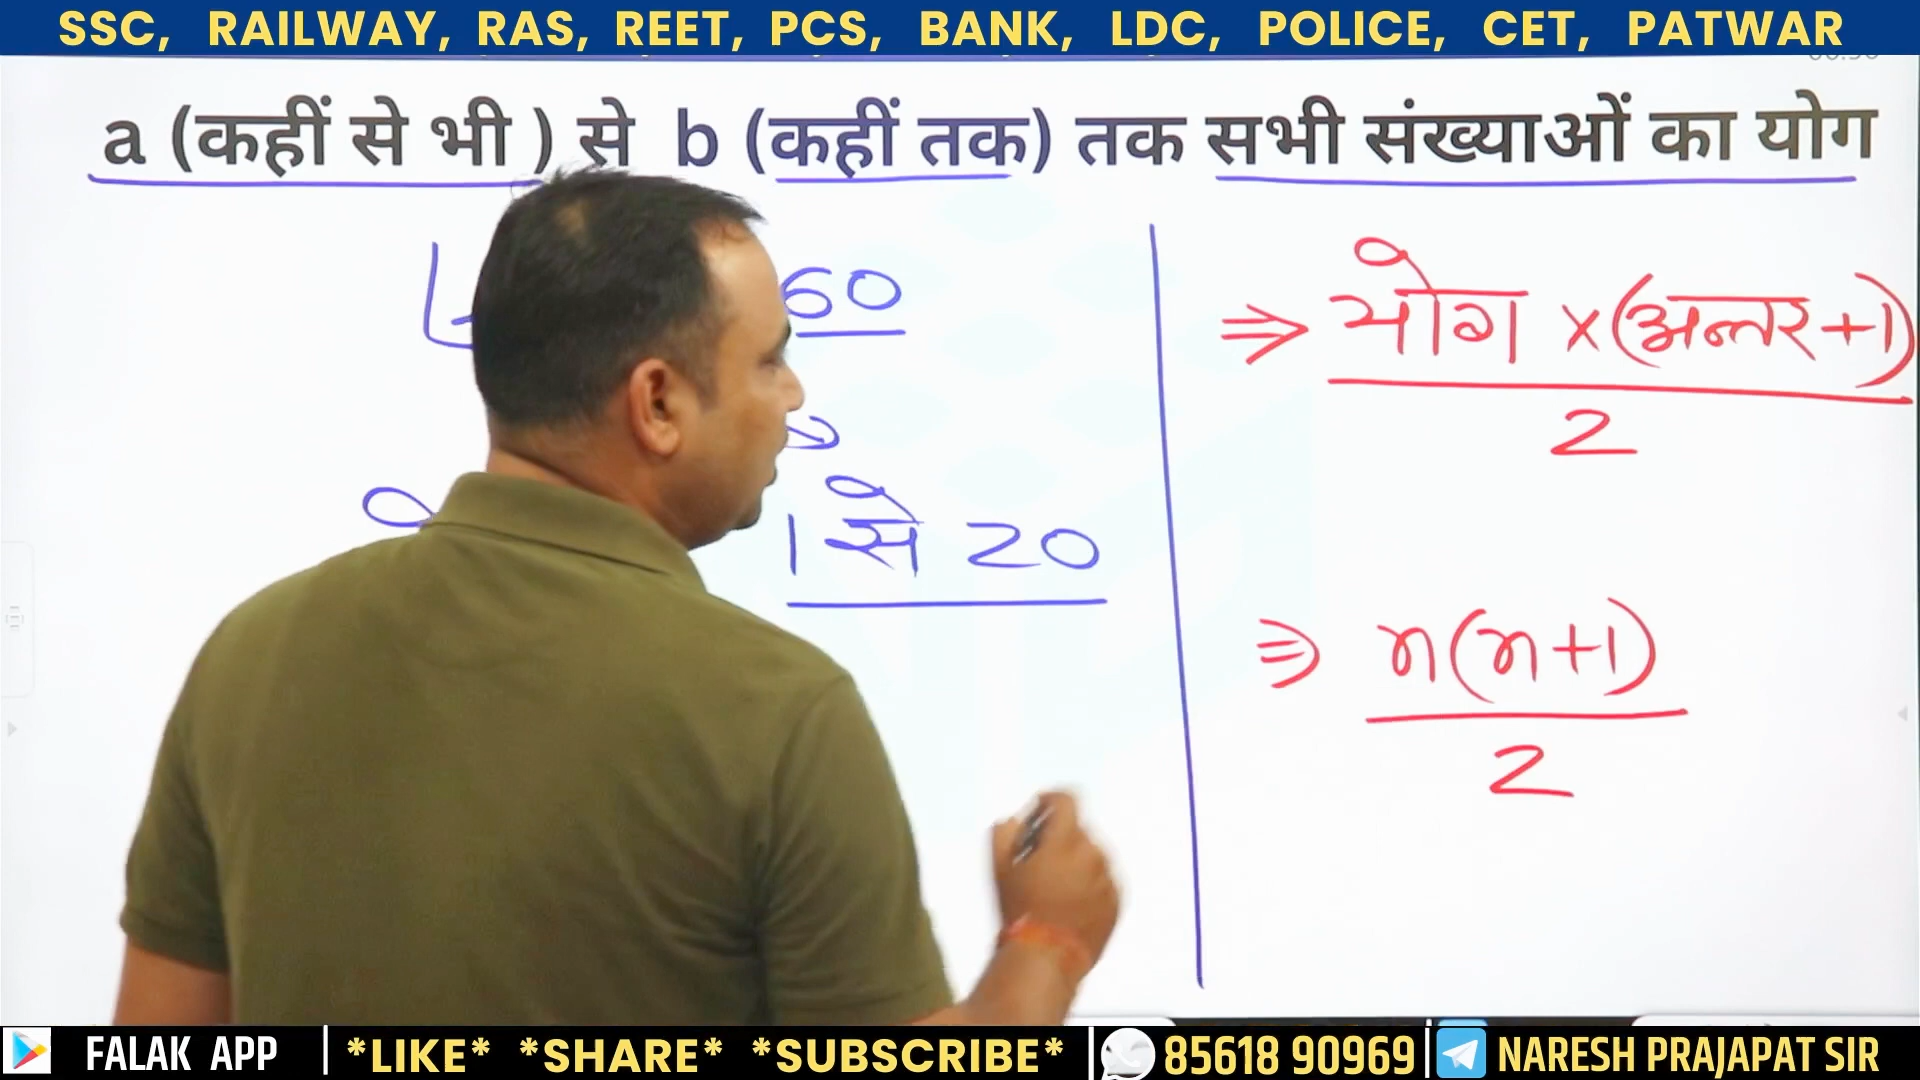 SSC, RAILWAY, RAS, REET, PCS, BANK, LDC, POLICE, CET, PATWAR
a (कहीं से भी ) से b (कहीं तक) तक सभी संख्याओं का योग
60
1 से 20
⇒ योग ×(अन्तर+1)
2
⇒ n(n+1)
2
FALAK APP | *LIKE* *SHARE* *SUBSCRIBE* | 85618 90969 | NARESH PRAJAPAT SIR